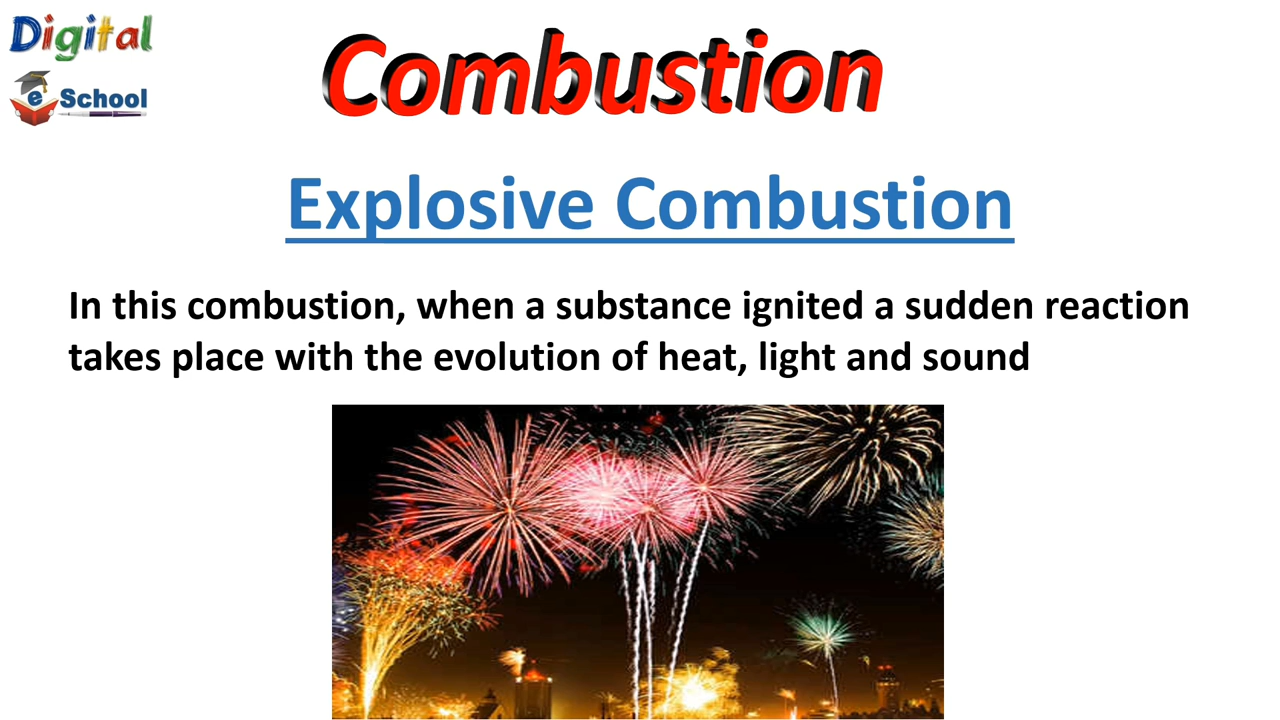 Digital
e School
Combustion
Explosive Combustion
In this combustion, when a substance ignited a sudden reaction
takes place with the evolution of heat, light and sound